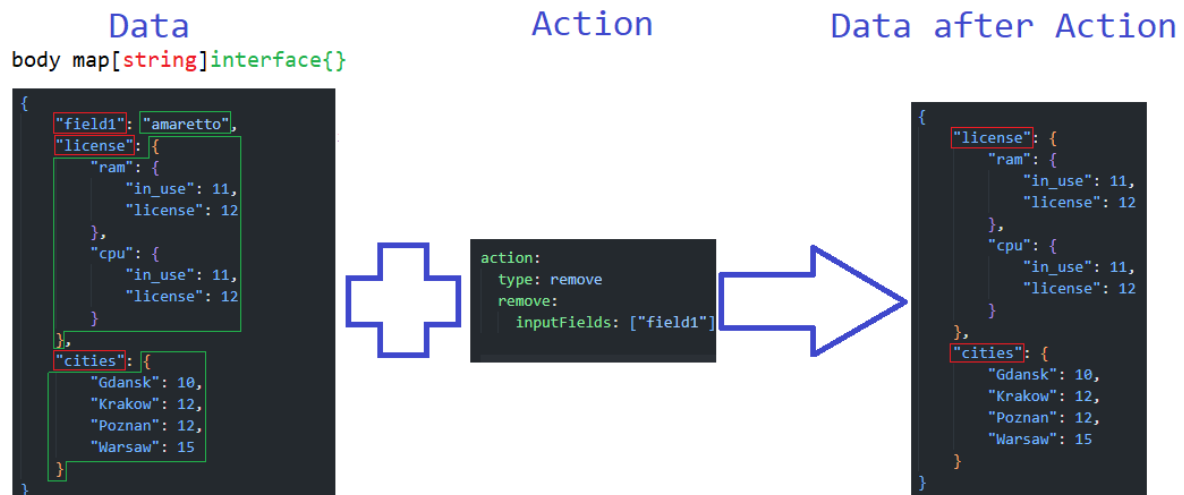 Data
body map[string]interface{}
{
"field1": "amaretto",
"license": {
"ram": {
"in_use": 11,
"license": 12
},
"cpu": {
"in_use": 11,
"license": 12
}
},
"cities": {
"Gdansk": 10,
"Krakow": 12,
"Poznan": 12,
"Warsaw": 15
}
}
Action
action:
type: remove
remove:
inputFields: ["field1"]
Data after Action
{
"license": {
"ram": {
"in_use": 11,
"license": 12
},
"cpu": {
"in_use": 11,
"license": 12
}
},
"cities": {
"Gdansk": 10,
"Krakow": 12,
"Poznan": 12,
"Warsaw": 15
}
}